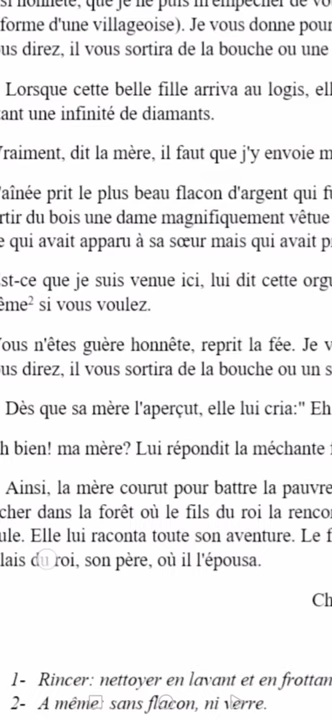 si honnête, que je ne puis m'empêcher de
forme d'une villageoise). Je vous donne pour
us direz, il vous sortira de la bouche ou une
Lorsque cette belle fille arriva au logis,
ant une infinité de diamants.
raiment, dit la mère, il faut que j'y envoie
aînée prit le plus beau flacon d'argent qui
rtir du bois une dame magnifiquement vêtue
e qui avait apparu à sa sœur mais qui avait
st-ce que je suis venue ici, lui dit cette
ême² si vous voulez.
ous n'êtes guère honnête, reprit la fée. Je
us direz, il vous sortira de la bouche ou un
Dès que sa mère l'aperçut, elle lui cria:" Eh
h bien! ma mère? Lui répondit la méchante
Ainsi, la mère courut pour battre la pauvre
cher dans la forêt où le fils du roi la
ule. Elle lui raconta toute son aventure. Le
lais du roi, son père, où il l'épousa.
Ch
1- Rincer: nettoyer en lavant et en
2- A même: sans flacon, ni verre.